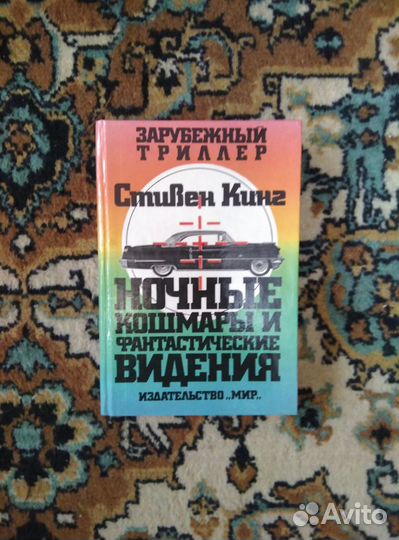 ЗАРУБЕЖНЫЙ
ТРИЛЛЕР
Стивен Кинг
НОЧНЫЕ
КОШМАРЫ И
ФАНТАСТИЧЕСКИЕ
ВИДЕНИЯ
ИЗДАТЕЛЬСТВО „МИР„
Avito